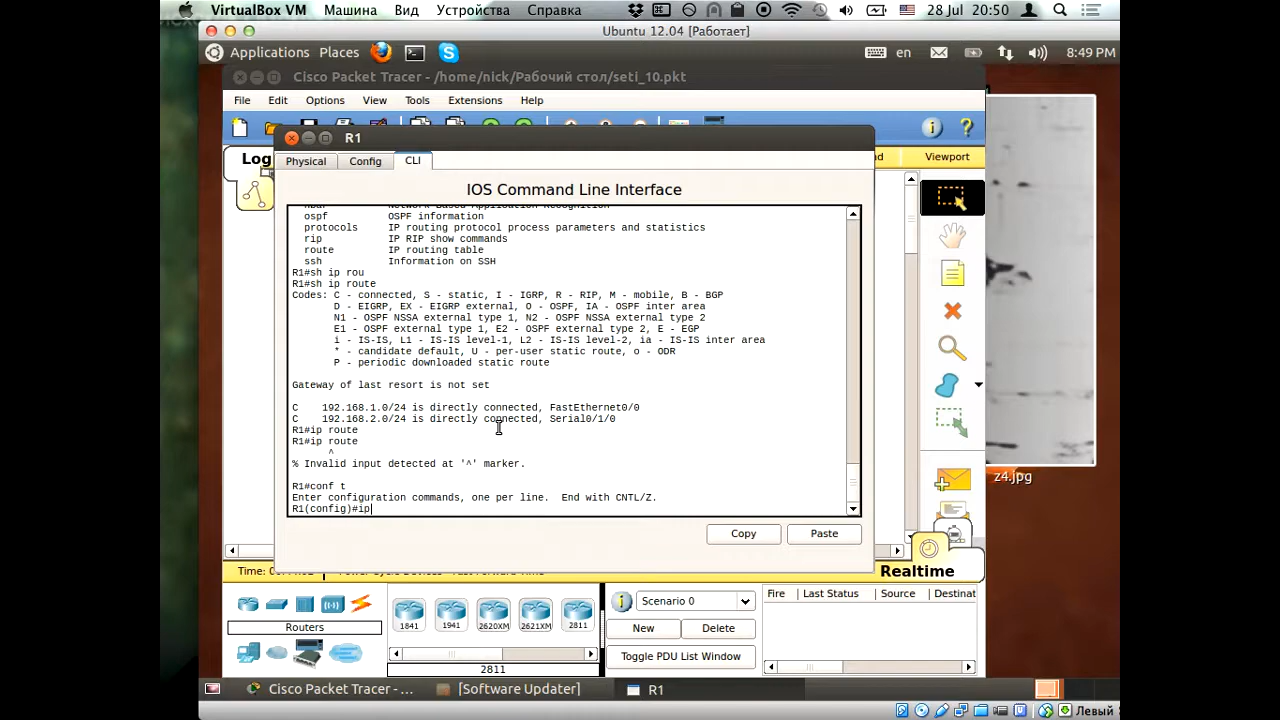 VirtualBox VM Машина Вид Устройства Справка 28 Jul 20:50
Ubuntu 12.04 [Работает]
Applications Places en 8:49 PM
Cisco Packet Tracer - /home/nick/Рабочий стол/seti_10.pkt
File Edit Options View Tools Extensions Help
R1
Log Viewport
Physical Config CLI
IOS Command Line Interface
ospf OSPF information
protocols IP routing protocol process parameters and statistics
rip IP RIP show commands
route IP routing table
ssh Information on SSH
R1#sh ip rou
R1#sh ip route
Codes: C - connected, S - static, I - IGRP, R - RIP, M - mobile, B - BGP
D - EIGRP, EX - EIGRP external, O - OSPF, IA - OSPF inter area
N1 - OSPF NSSA external type 1, N2 - OSPF NSSA external type 2
E1 - OSPF external type 1, E2 - OSPF external type 2, E - EGP
i - IS-IS, L1 - IS-IS level-1, L2 - IS-IS level-2, ia - IS-IS inter area
* - candidate default, U - per-user static route, o - ODR
P - periodic downloaded static route
Gateway of last resort is not set
C 192.168.1.0/24 is directly connected, FastEthernet0/0
C 192.168.2.0/24 is directly connected, Serial0/1/0
R1#ip route
R1#ip route
^
% Invalid input detected at '^' marker.
z4.jpg
R1#conf t
Enter configuration commands, one per line. End with CNTL/Z.
R1(config)#ip
Copy Paste
Time:
Realtime
Scenario 0
Fire Last Status Source Destinat
1841 1941 2620XM 2621XM 2811
Routers
New Delete
Toggle PDU List Window
2811
Cisco Packet Tracer - ... [Software Updater] R1
Левый